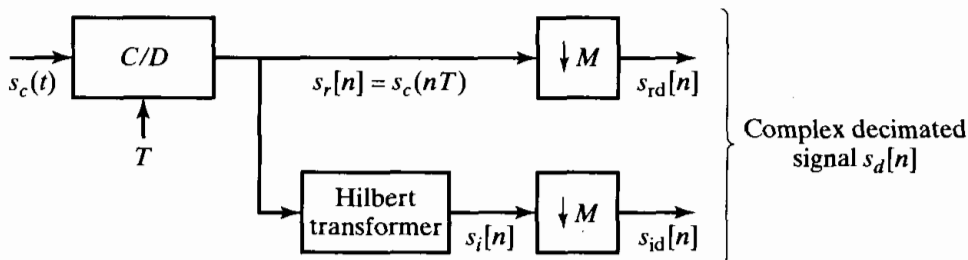 C/D
↓ M
s_c(t)
s_r[n] = s_c(nT)
s_rd[n]
T
Complex decimated
signal s_d[n]
Hilbert
transformer
↓ M
s_i[n]
s_id[n]